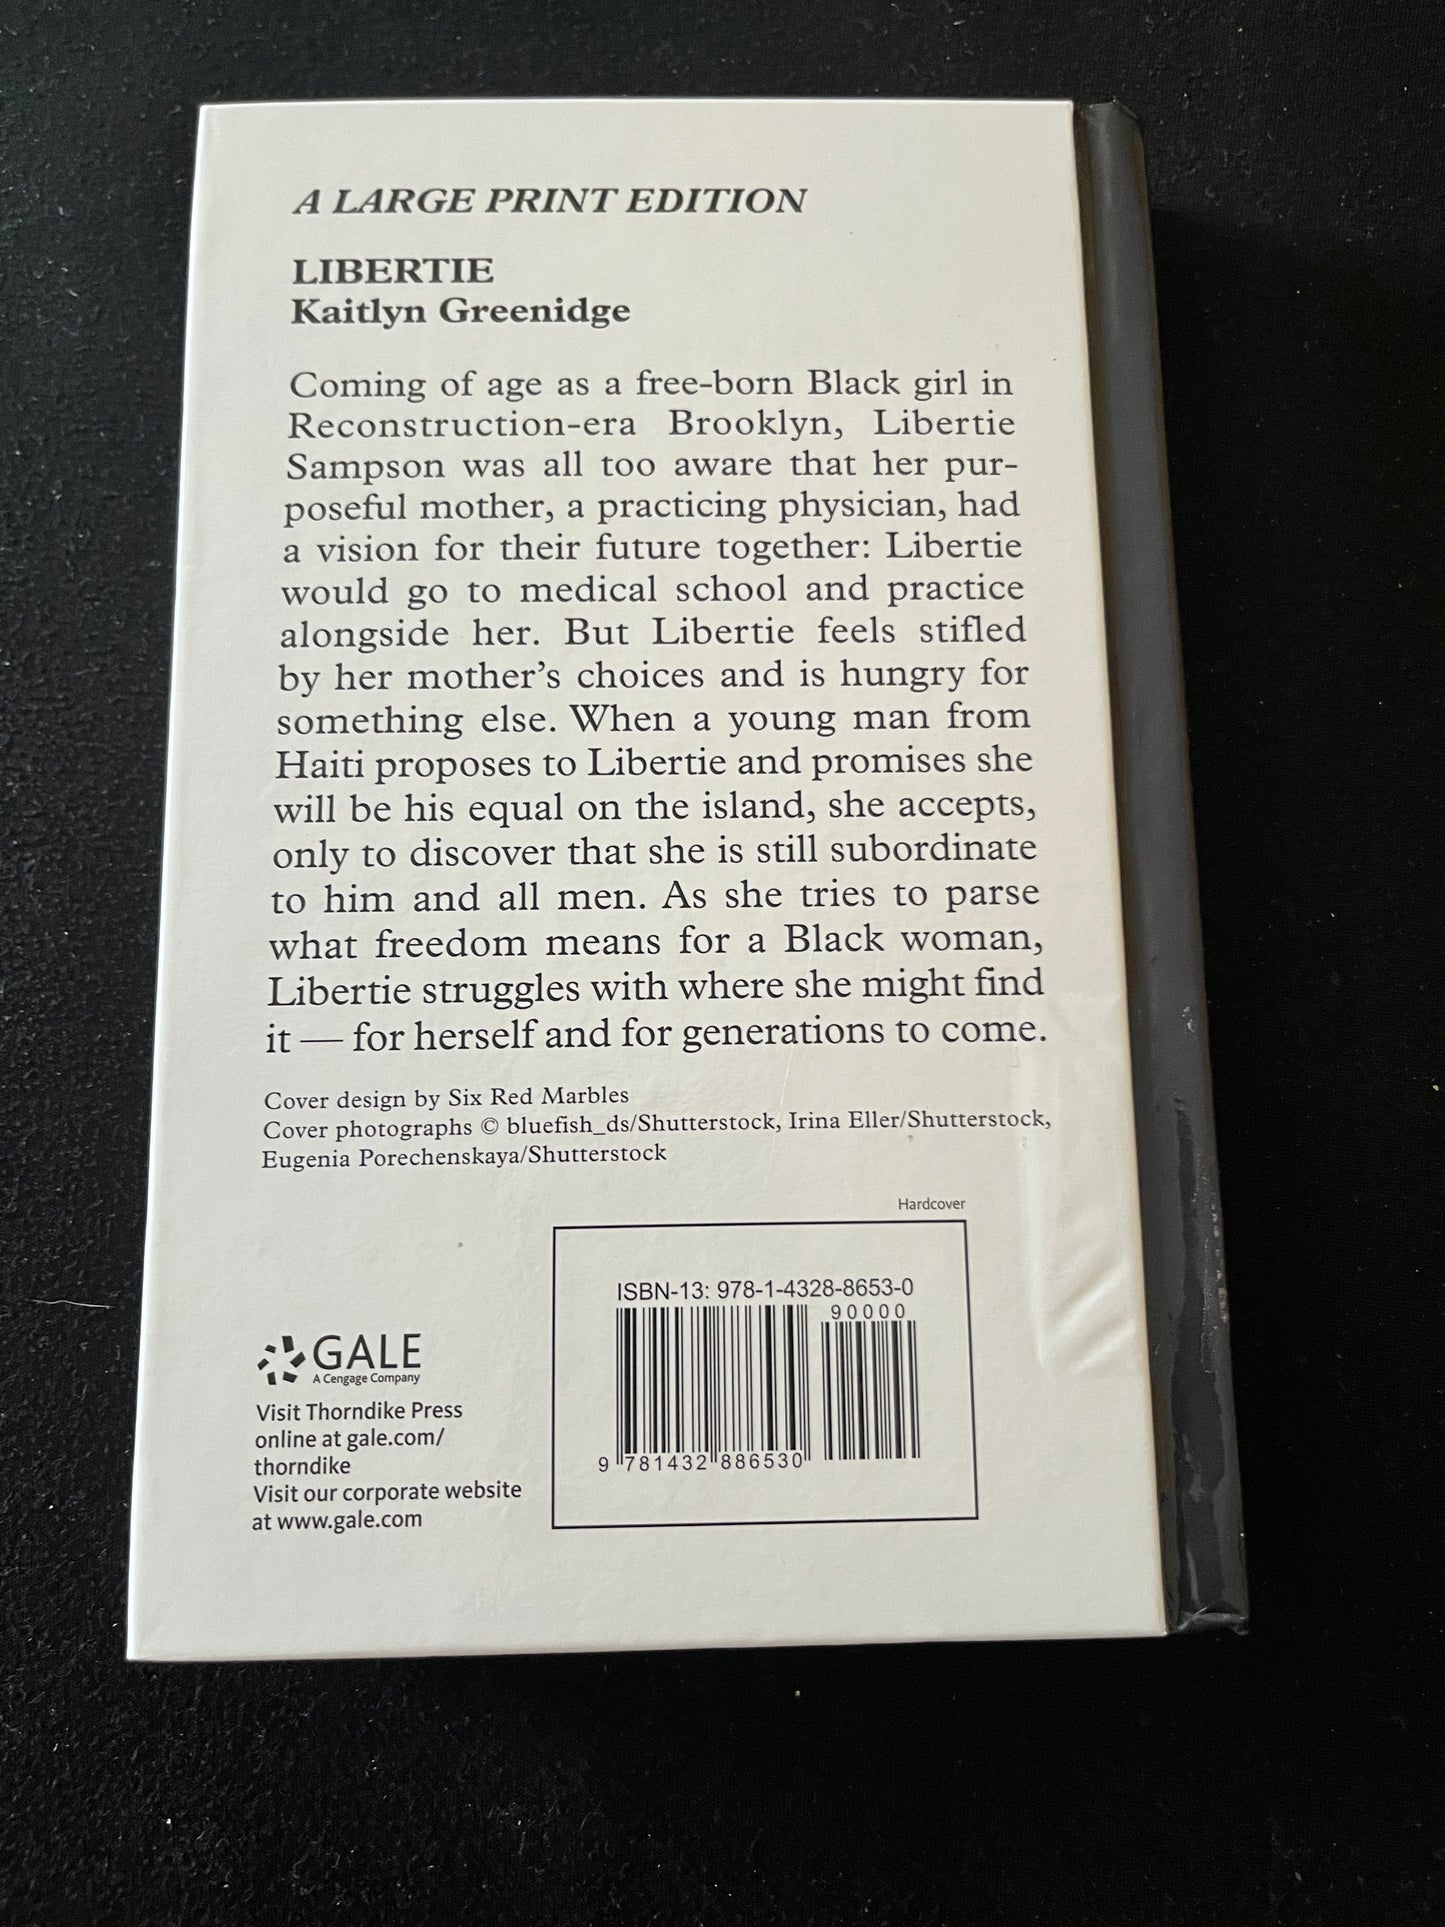 A LARGE PRINT EDITION
LIBERTIE
Kaitlyn Greenidge
Coming of age as a free-born Black girl in
Reconstruction-era Brooklyn, Libertie
Sampson was all too aware that her pur-
poseful mother, a practicing physician, had
a vision for their future together: Libertie
would go to medical school and practice
alongside her. But Libertie feels stifled
by her mother’s choices and is hungry for
something else. When a young man from
Haiti proposes to Libertie and promises she
will be his equal on the island, she accepts,
only to discover that she is still subordinate
to him and all men. As she tries to parse
what freedom means for a Black woman,
Libertie struggles with where she might find
it — for herself and for generations to come.
Cover design by Six Red Marbles
Cover photographs © bluefish_ds/Shutterstock, Irina Eller/Shutterstock,
Eugenia Porechenskaya/Shutterstock
Hardcover
ISBN-13: 978-1-4328-8653-0
90000
9 781432 886530
GALE
A Cengage Company
Visit Thorndike Press
online at gale.com/
thorndike
Visit our corporate website
at www.gale.com